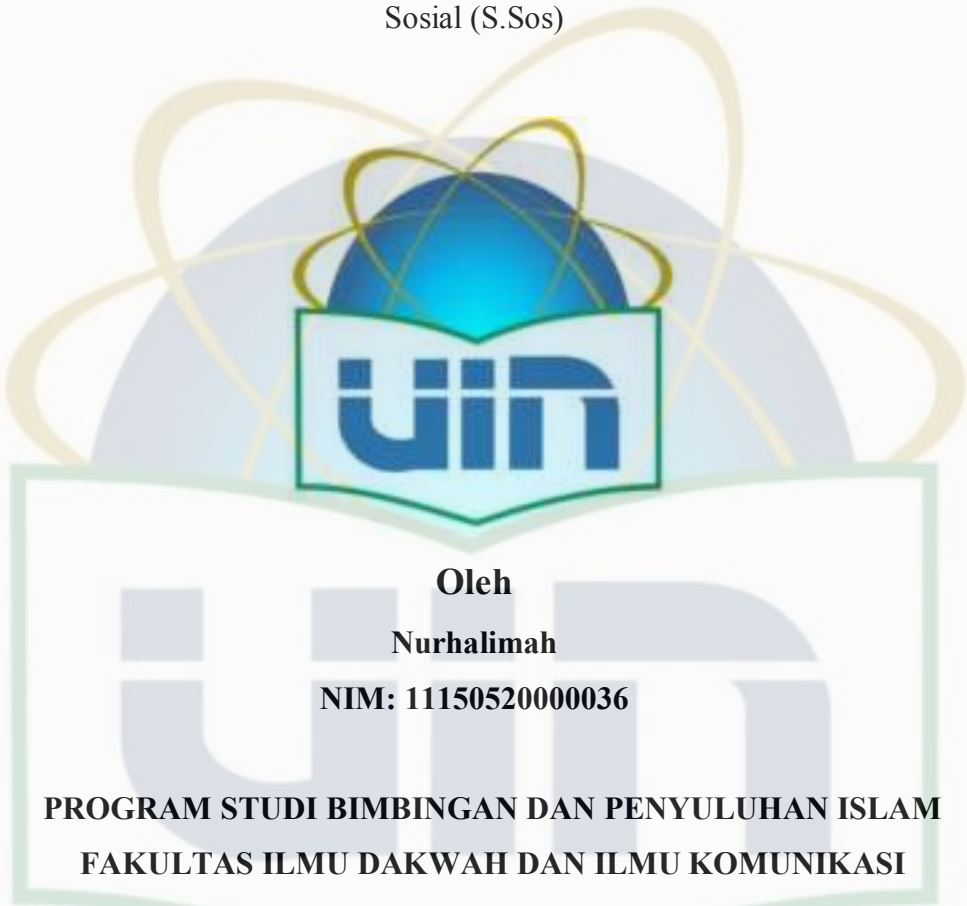 Sosial (S.Sos)
UIN
Oleh
Nurhalimah
NIM: 11150520000036
PROGRAM STUDI BIMBINGAN DAN PENYULUHAN ISLAM
FAKULTAS ILMU DAKWAH DAN ILMU KOMUNIKASI